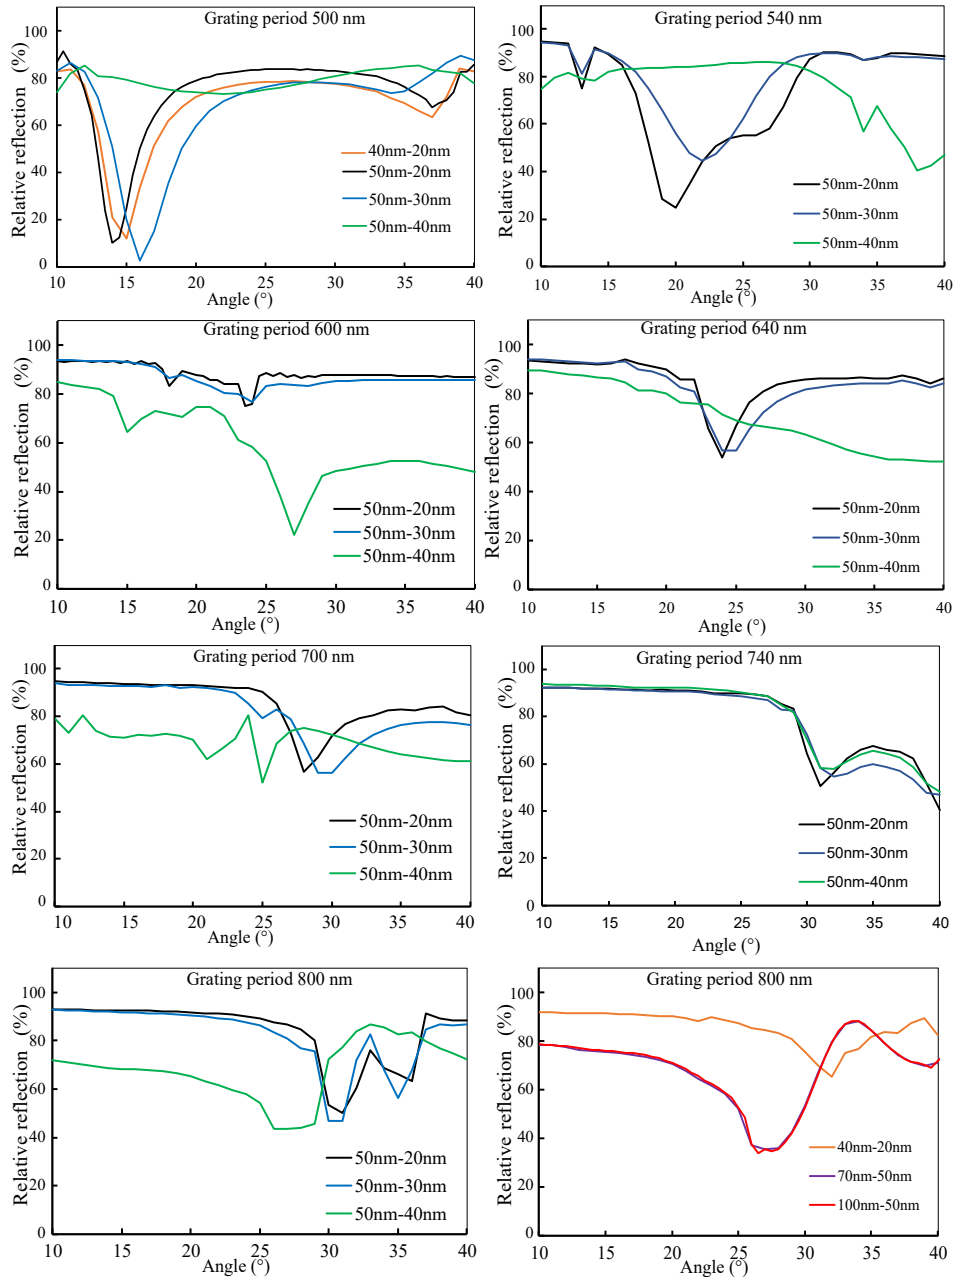 Grating period 500 nm
Relative reflection (%)
100
80
60
40
20
0
40nm-20nm
50nm-20nm
50nm-30nm
50nm-40nm
10 15 20 25 30 35 40
Angle (°)
Grating period 540 nm
Relative reflection (%)
100
80
60
40
20
0
50nm-20nm
50nm-30nm
50nm-40nm
10 15 20 25 30 35 40
Angle (°)
Grating period 600 nm
Relative reflection (%)
100
80
60
40
20
0
50nm-20nm
50nm-30nm
50nm-40nm
10 15 20 25 30 35 40
Angle (°)
Grating period 640 nm
Relative reflection (%)
100
80
60
40
20
0
50nm-20nm
50nm-30nm
50nm-40nm
10 15 20 25 30 35 40
Angle (°)
Grating period 700 nm
Relative reflection (%)
100
80
60
40
20
0
50nm-20nm
50nm-30nm
50nm-40nm
10 15 20 25 30 35 40
Angle (°)
Grating period 740 nm
Relative reflection (%)
100
80
60
40
20
0
50nm-20nm
50nm-30nm
50nm-40nm
10 15 20 25 30 35 40
Angle (°)
Grating period 800 nm
Relative reflection (%)
100
80
60
40
20
0
50nm-20nm
50nm-30nm
50nm-40nm
10 15 20 25 30 35 40
Angle (°)
Grating period 800 nm
Relative reflection (%)
100
80
60
40
20
0
40nm-20nm
70nm-50nm
100nm-50nm
10 15 20 25 30 35 40
Angle (°)